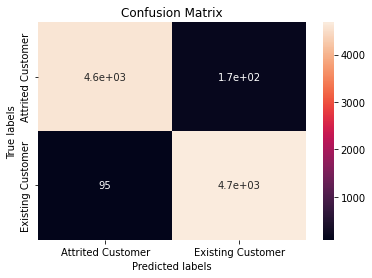 Confusion Matrix
True labels
Attrited Customer
Existing Customer
4.6e+03
1.7e+02
95
4.7e+03
Attrited Customer
Existing Customer
Predicted labels
4000
3000
2000
1000